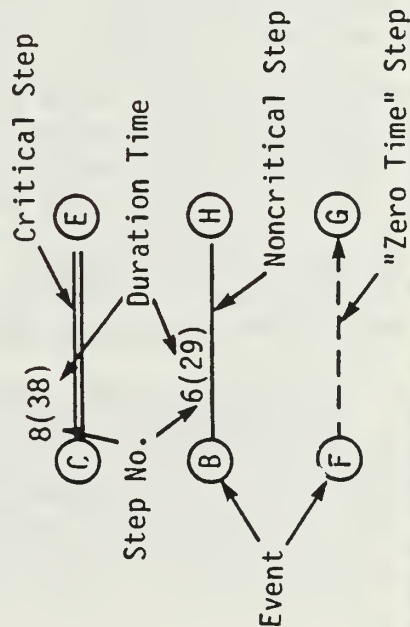 Critical Step
8(38)
C E
Step No. Duration Time
6(29)
B H
Noncritical Step
Event
F G
"Zero Time" Step